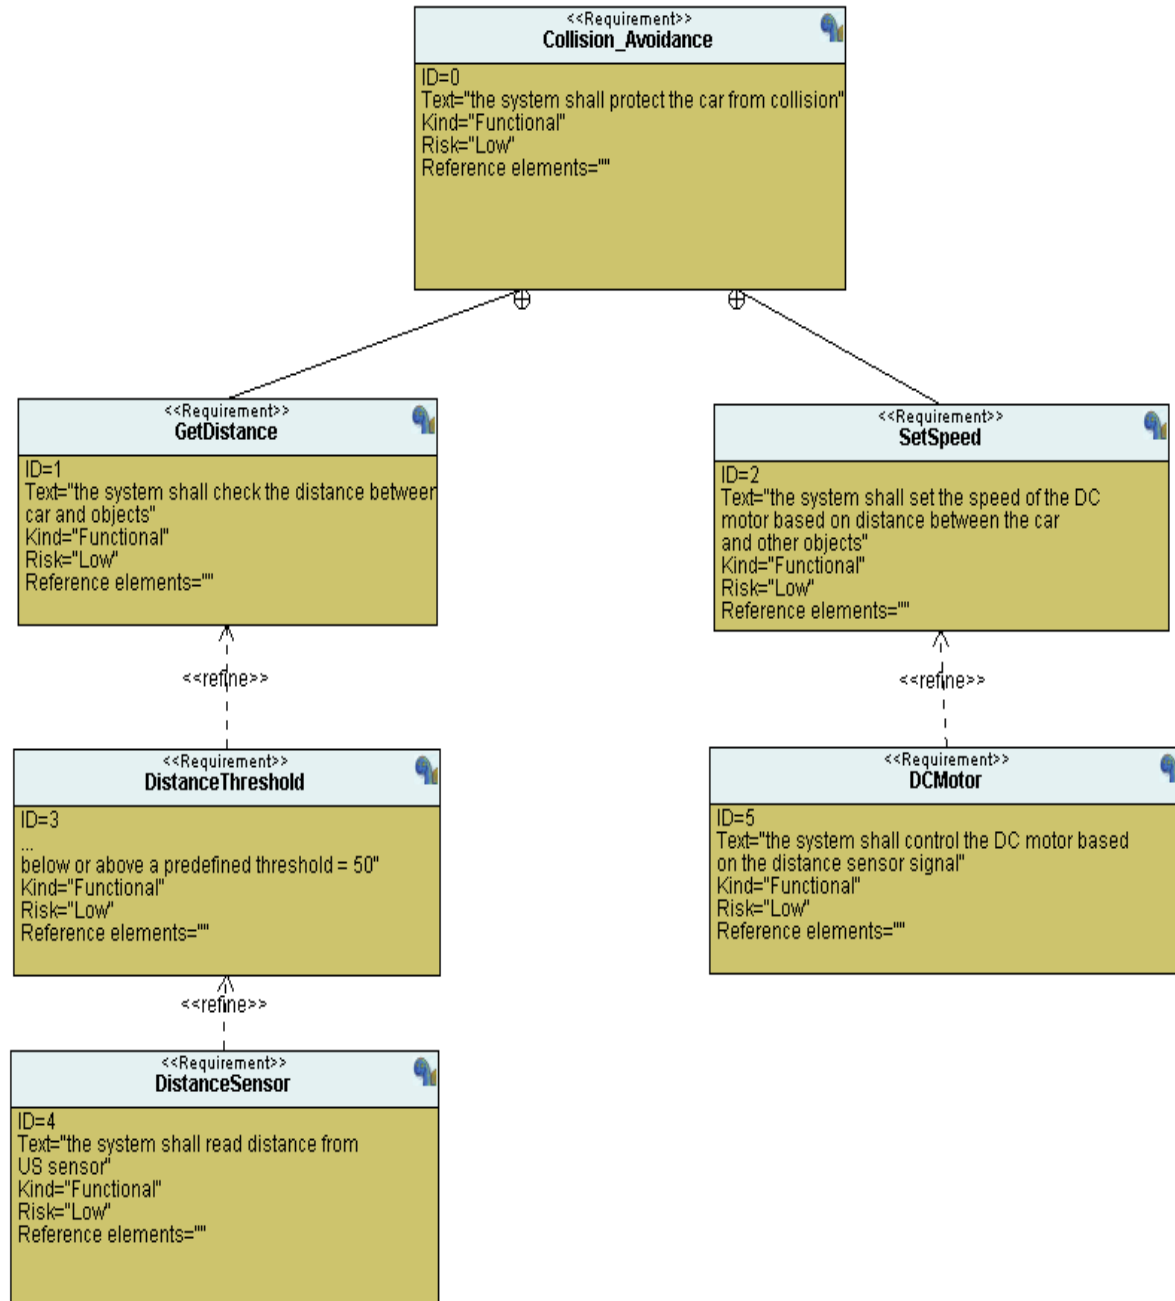 <<Requirement>>
Collision_Avoidance
ID=0
Text="the system shall protect the car from collision"
Kind="Functional"
Risk="Low"
Reference elements=""
<<Requirement>>
GetDistance
ID=1
Text="the system shall check the distance between
car and objects"
Kind="Functional"
Risk="Low"
Reference elements=""
<<Requirement>>
SetSpeed
ID=2
Text="the system shall set the speed of the DC
motor based on distance between the car
and other objects"
Kind="Functional"
Risk="Low"
Reference elements=""
<<refine>>
<<refine>>
<<Requirement>>
DistanceThreshold
ID=3
...
below or above a predefined threshold = 50"
Kind="Functional"
Risk="Low"
Reference elements=""
<<Requirement>>
DCMotor
ID=5
Text="the system shall control the DC motor based
on the distance sensor signal"
Kind="Functional"
Risk="Low"
Reference elements=""
<<refine>>
<<Requirement>>
DistanceSensor
ID=4
Text="the system shall read distance from
US sensor"
Kind="Functional"
Risk="Low"
Reference elements=""